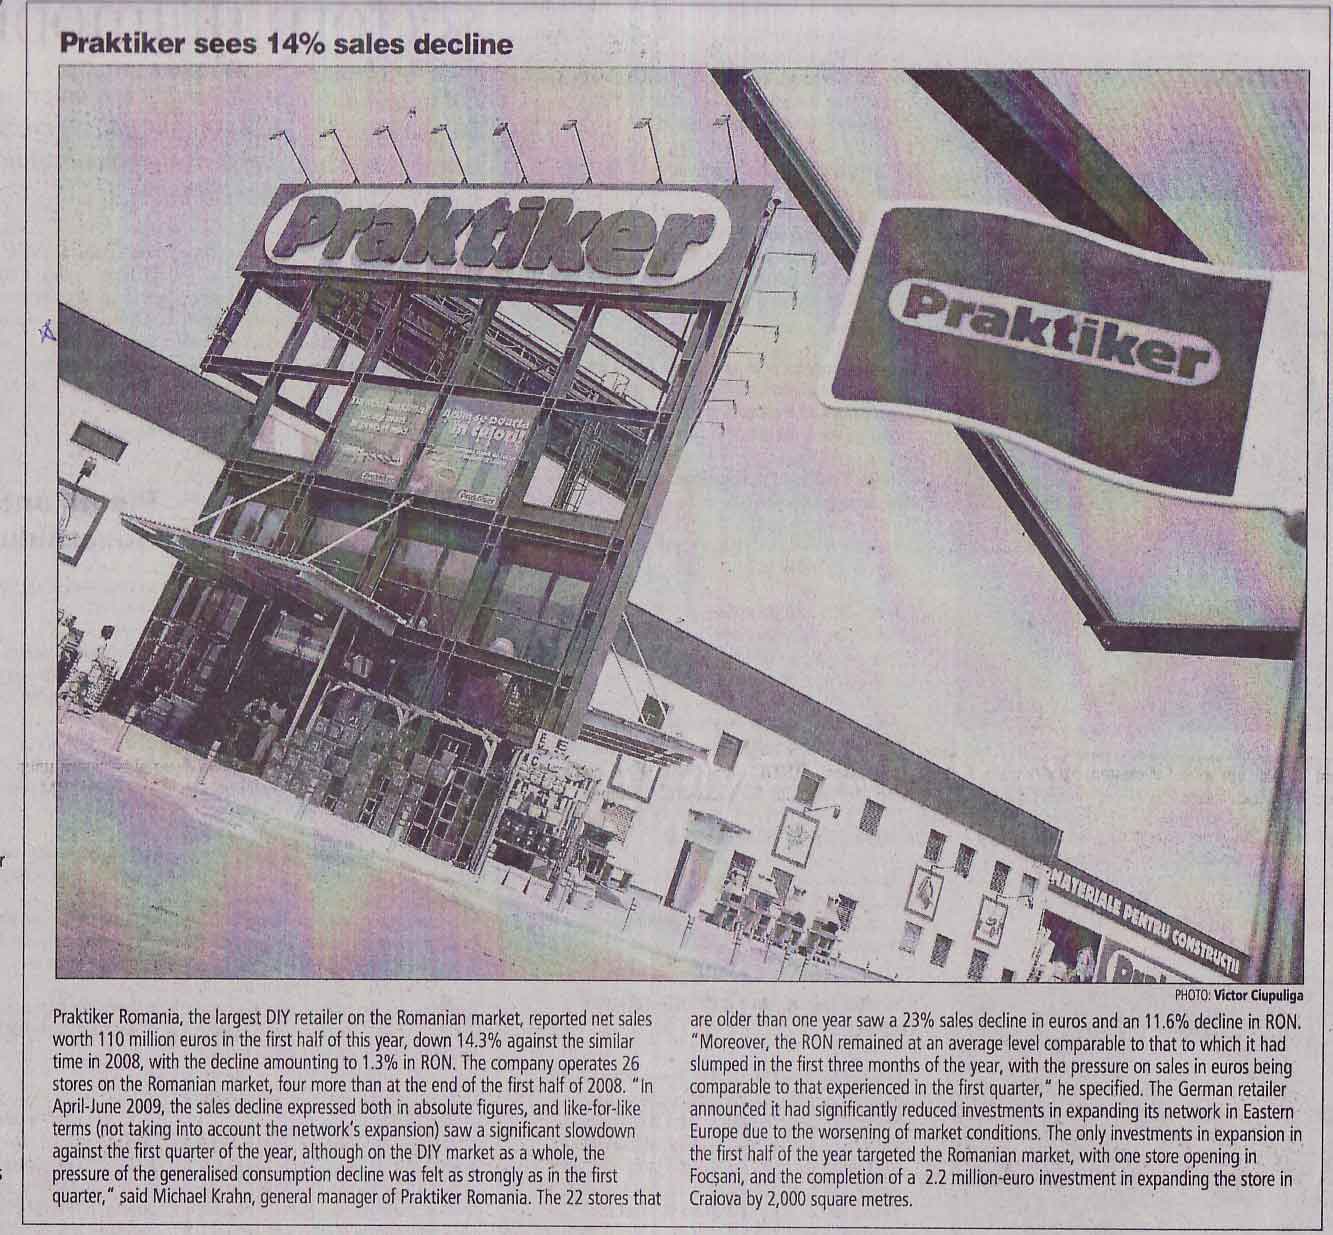 Praktiker sees 14% sales decline
Praktiker
Praktiker
în culori!
Praktiker
MATERIALE PENTRU CONSTRUCŢII
PHOTO: Victor Ciupuliga
Praktiker Romania, the largest DIY retailer on the Romanian market, reported net sales
worth 110 million euros in the first half of this year, down 14.3% against the similar
time in 2008, with the decline amounting to 1.3% in RON. The company operates 26
stores on the Romanian market, four more than at the end of the first half of 2008. "In
April-June 2009, the sales decline expressed both in absolute figures, and like-for-like
terms (not taking into account the network's expansion) saw a significant slowdown
against the first quarter of the year, although on the DIY market as a whole, the
pressure of the generalised consumption decline was felt as strongly as in the first
quarter," said Michael Krahn, general manager of Praktiker Romania. The 22 stores that
are older than one year saw a 23% sales decline in euros and an 11.6% decline in RON.
"Moreover, the RON remained at an average level comparable to that to which it had
slumped in the first three months of the year, with the pressure on sales in euros being
comparable to that experienced in the first quarter," he specified. The German retailer
announced it had significantly reduced investments in expanding its network in Eastern
Europe due to the worsening of market conditions. The only investments in expansion in
the first half of the year targeted the Romanian market, with one store opening in
Focşani, and the completion of a 2.2 million-euro investment in expanding the store in
Craiova by 2,000 square metres.